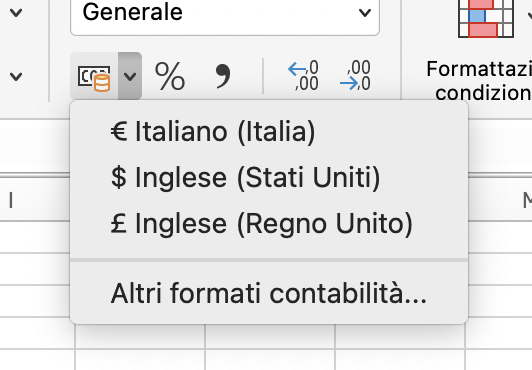 Generale
%
,0
,00
,00
,0
Formattazi
condizion
€ Italiano (Italia)
$ Inglese (Stati Uniti)
£ Inglese (Regno Unito)
Altri formati contabilità...
I
M